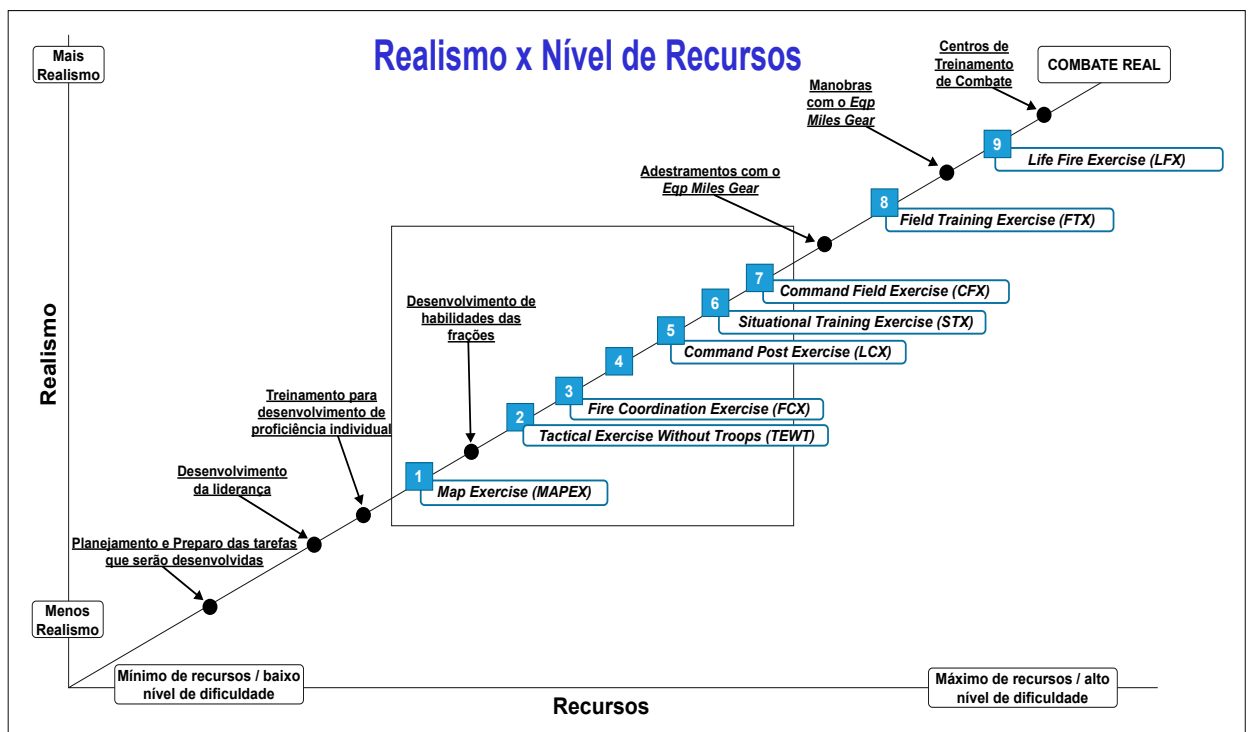 Realismo x Nível de Recursos
Mais
Realismo
Centros de
Treinamento
de Combate
COMBATE REAL
Manobras
com o Eqp
Miles Gear
9
Life Fire Exercise (LFX)
Adestramentos com o
Eqp Miles Gear
8
Field Training Exercise (FTX)
7
Command Field Exercise (CFX)
6
Situational Training Exercise (STX)
5
Command Post Exercise (LCX)
Desenvolvimento de
habilidades das
frações
4
3
Fire Coordination Exercise (FCX)
2
Tactical Exercise Without Troops (TEWT)
Realismo
Treinamento para
desenvolvimento de
proficiência individual
1
Map Exercise (MAPEX)
Desenvolvimento
da liderança
Planejamento e Preparo das tarefas
que serão desenvolvidas
Menos
Realismo
Mínimo de recursos / baixo
nível de dificuldade
Recursos
Máximo de recursos / alto
nível de dificuldade